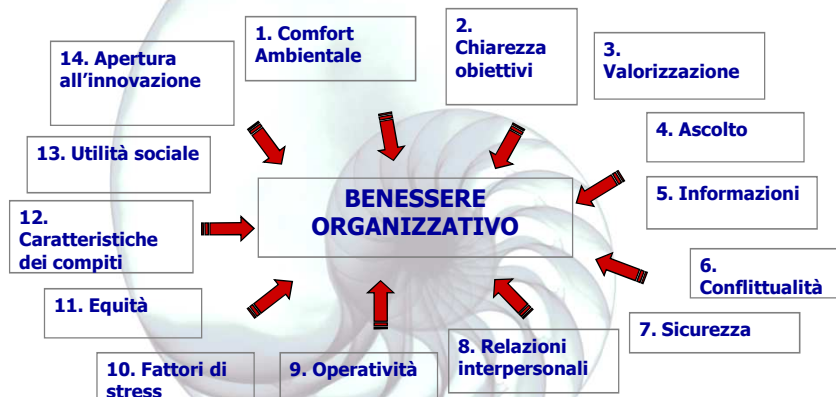 1. Comfort
Ambientale
2.
Chiarezza
obiettivi
3.
Valorizzazione
4. Ascolto
5. Informazioni
6.
Conflittualità
7. Sicurezza
8. Relazioni
interpersonali
9. Operatività
10. Fattori di
stress
11. Equità
12.
Caratteristiche
dei compiti
13. Utilità sociale
14. Apertura
all’innovazione
BENESSERE
ORGANIZZATIVO